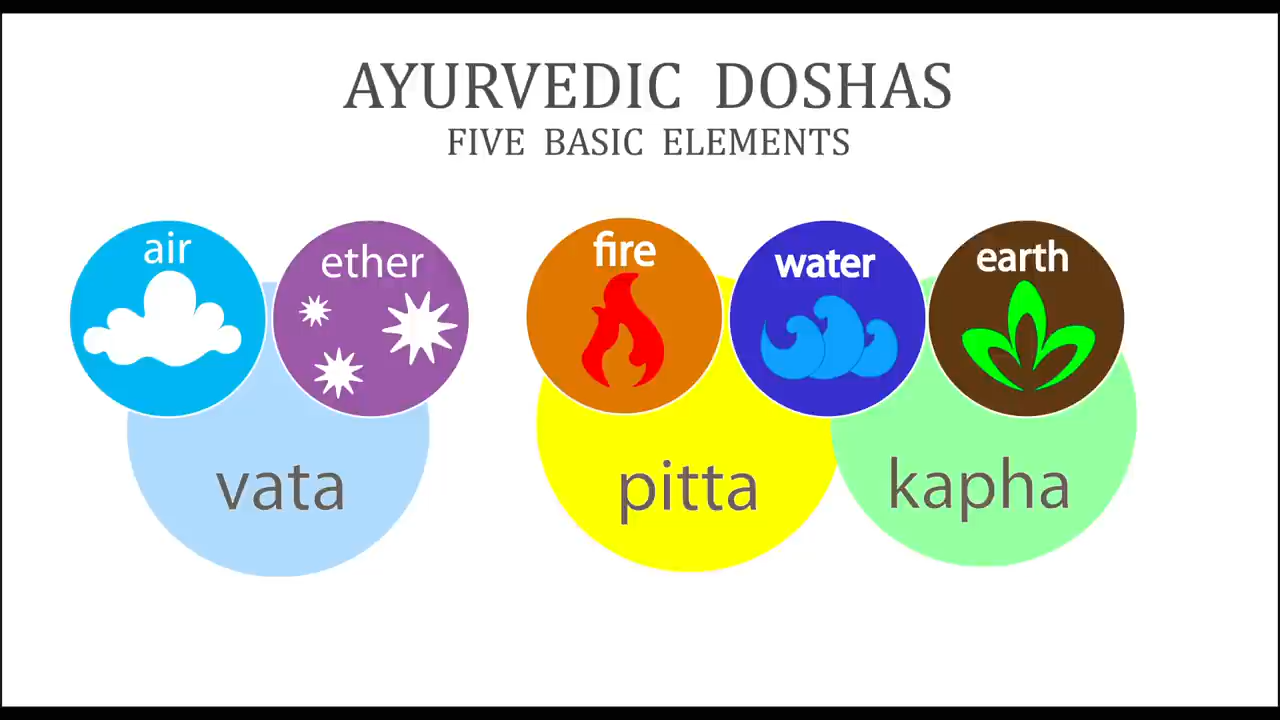 AYURVEDIC DOSHAS
FIVE BASIC ELEMENTS
air
ether
fire
water
earth
vata
pitta
kapha